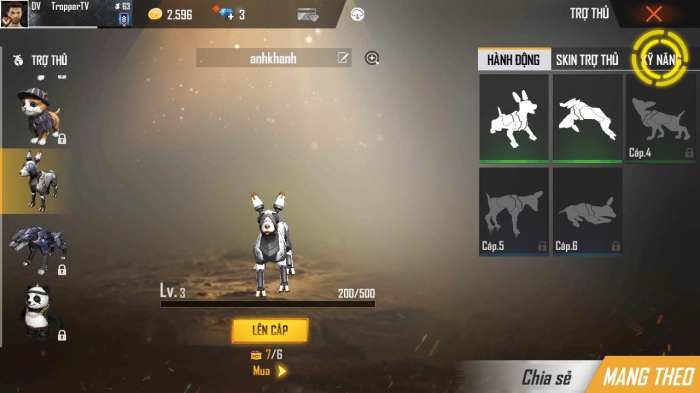 DV TropperTV # 63
2.596
3
TRỢ THỦ
TRỢ THỦ
anhkhanh
HÀNH ĐỘNG
SKIN TRỢ THỦ
KỸ NĂNG
Cấp.4
Cấp.5
Cấp.6
Lv.3
200/500
LÊN CẤP
7/6
Mua
Chia sẻ
MANG THEO